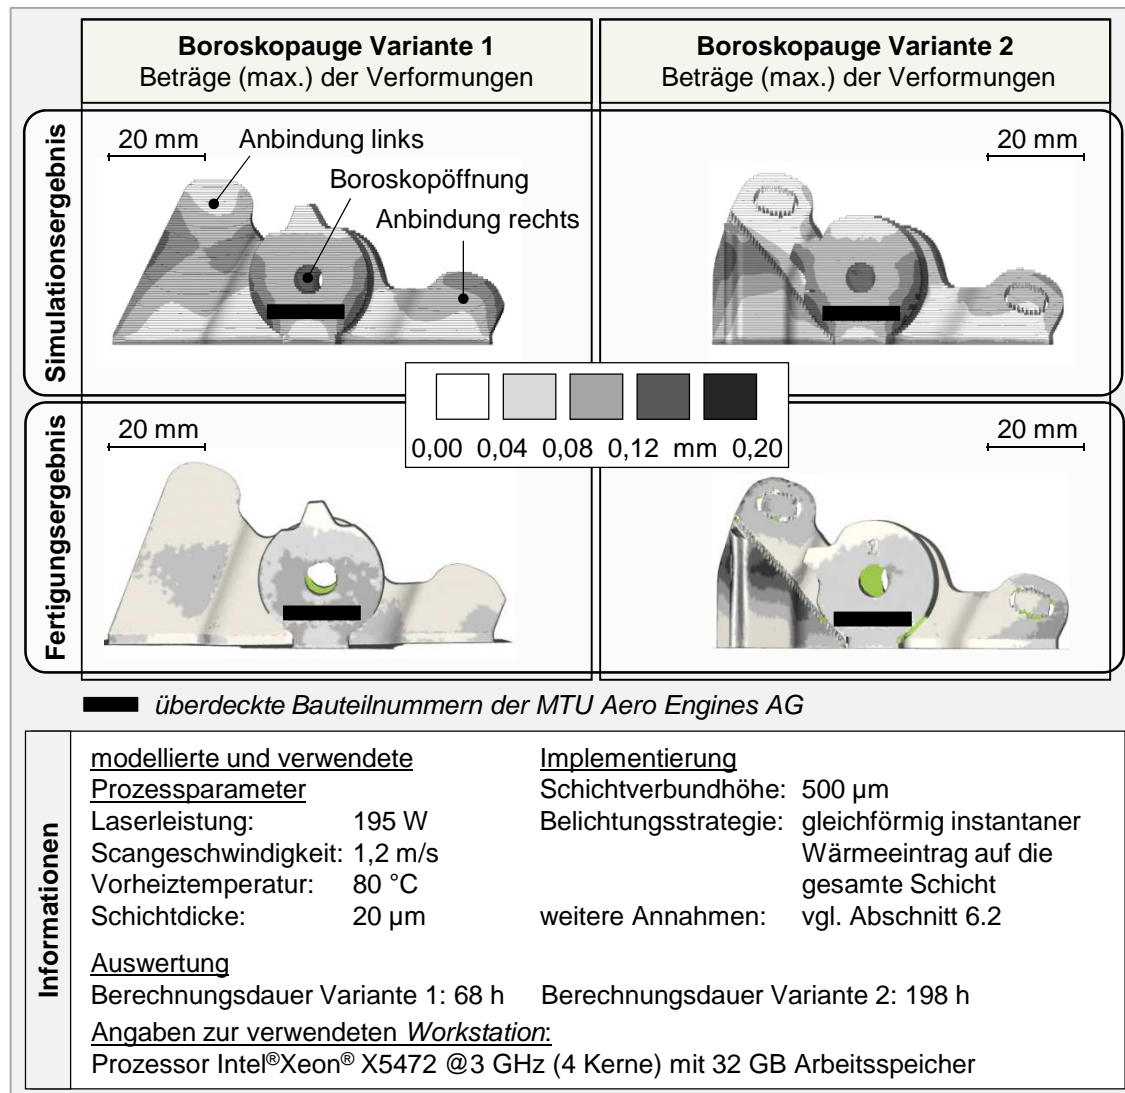 Boroskopauge Variante 1
Beträge (max.) der Verformungen
Boroskopauge Variante 2
Beträge (max.) der Verformungen
Simulationsergebnis
20 mm
Anbindung links
Boroskopöffnung
Anbindung rechts
20 mm
0,00 0,04 0,08 0,12 mm 0,20
Fertigungsergebnis
20 mm
20 mm
überdeckte Bauteilnummern der MTU Aero Engines AG
Informationen
modellierte und verwendete
Prozessparameter
Laserleistung: 195 W
Scangeschwindigkeit: 1,2 m/s
Vorheiztemperatur: 80 °C
Schichtdicke: 20 µm
Implementierung
Schichtverbundhöhe: 500 µm
Belichtungsstrategie: gleichförmig instantaner
Wärmeeintrag auf die
gesamte Schicht
weitere Annahmen: vgl. Abschnitt 6.2
Auswertung
Berechnungsdauer Variante 1: 68 h Berechnungsdauer Variante 2: 198 h
Angaben zur verwendeten Workstation:
Prozessor Intel®Xeon® X5472 @3 GHz (4 Kerne) mit 32 GB Arbeitsspeicher